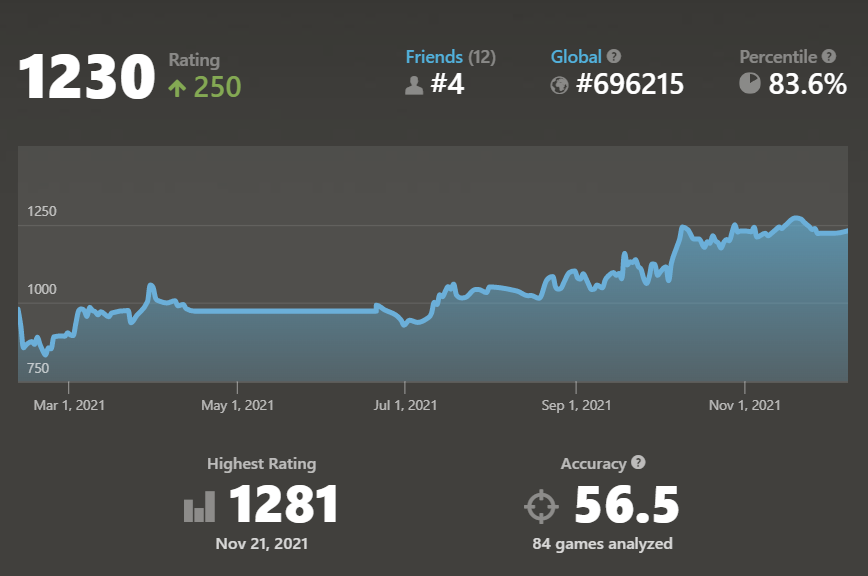 1230 Rating Friends (12) Global ? Percentile ?
250 #4 #696215 83.6%
1250
1000
750
Mar 1, 2021 May 1, 2021 Jul 1, 2021 Sep 1, 2021 Nov 1, 2021
Highest Rating Accuracy ?
1281 56.5
Nov 21, 2021 84 games analyzed